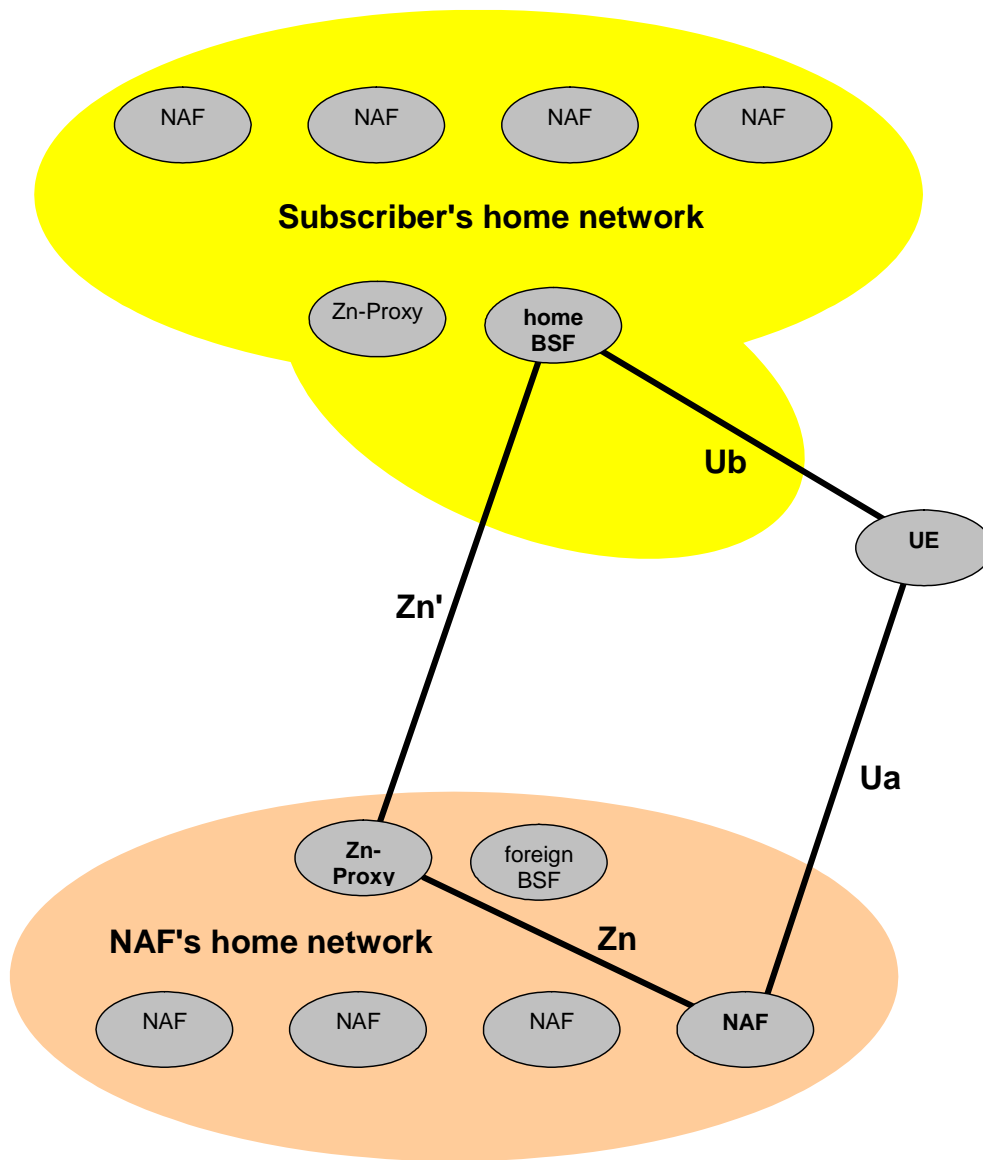 NAF
NAF
NAF
NAF
Subscriber's home network
Zn-Proxy
home
BSF
Ub
UE
Zn'
Ua
Zn-
Proxy
foreign
BSF
NAF's home network
Zn
NAF
NAF
NAF
NAF